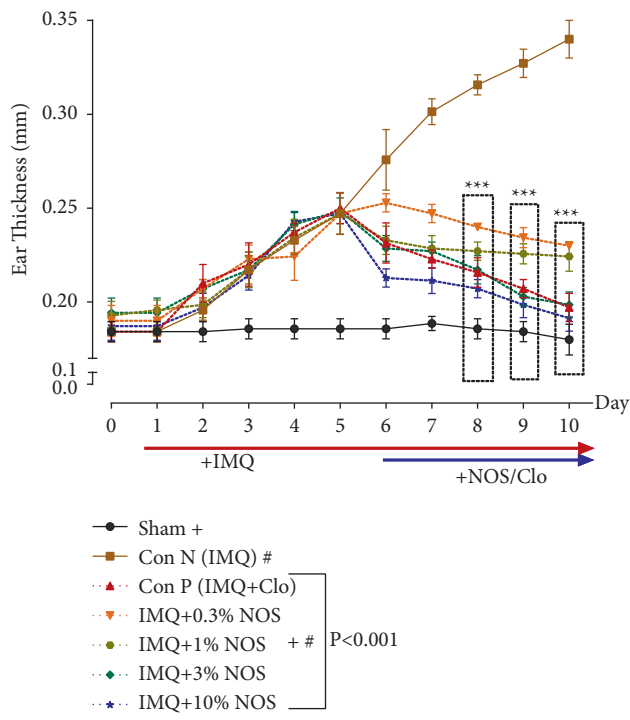 0.35
0.30
0.25
0.20
0.1
0.0
Ear Thickness (mm)
*** *** ***
0 1 2 3 4 5 6 7 8 9 10 Day
+IMQ
+NOS/Clo
Sham +
Con N (IMQ) #
Con P (IMQ+Clo)
IMQ+0.3% NOS
IMQ+1% NOS + # P<0.001
IMQ+3% NOS
IMQ+10% NOS